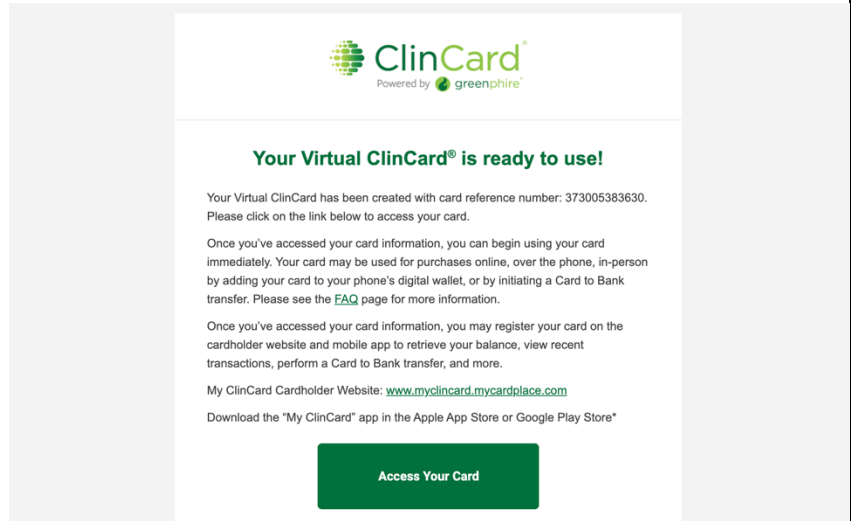 ClinCard®
Powered by greenphire®
Your Virtual ClinCard® is ready to use!
Your Virtual ClinCard has been created with card reference number: 373005383630.
Please click on the link below to access your card.
Once you’ve accessed your card information, you can begin using your card
immediately. Your card may be used for purchases online, over the phone, in-person
by adding your card to your phone’s digital wallet, or by initiating a Card to Bank
transfer. Please see the FAQ page for more information.
Once you’ve accessed your card information, you may register your card on the
cardholder website and mobile app to retrieve your balance, view recent
transactions, perform a Card to Bank transfer, and more.
My ClinCard Cardholder Website: www.myclincard.mycardplace.com
Download the “My ClinCard” app in the Apple App Store or Google Play Store*
Access Your Card